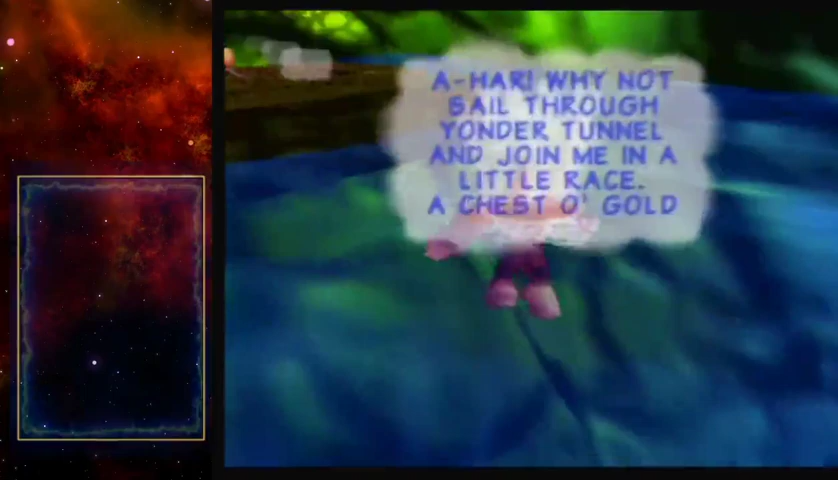 A-HAR! WHY NOT
SAIL THROUGH
YONDER TUNNEL
AND JOIN ME IN A
LITTLE RACE.
A CHEST O' GOLD